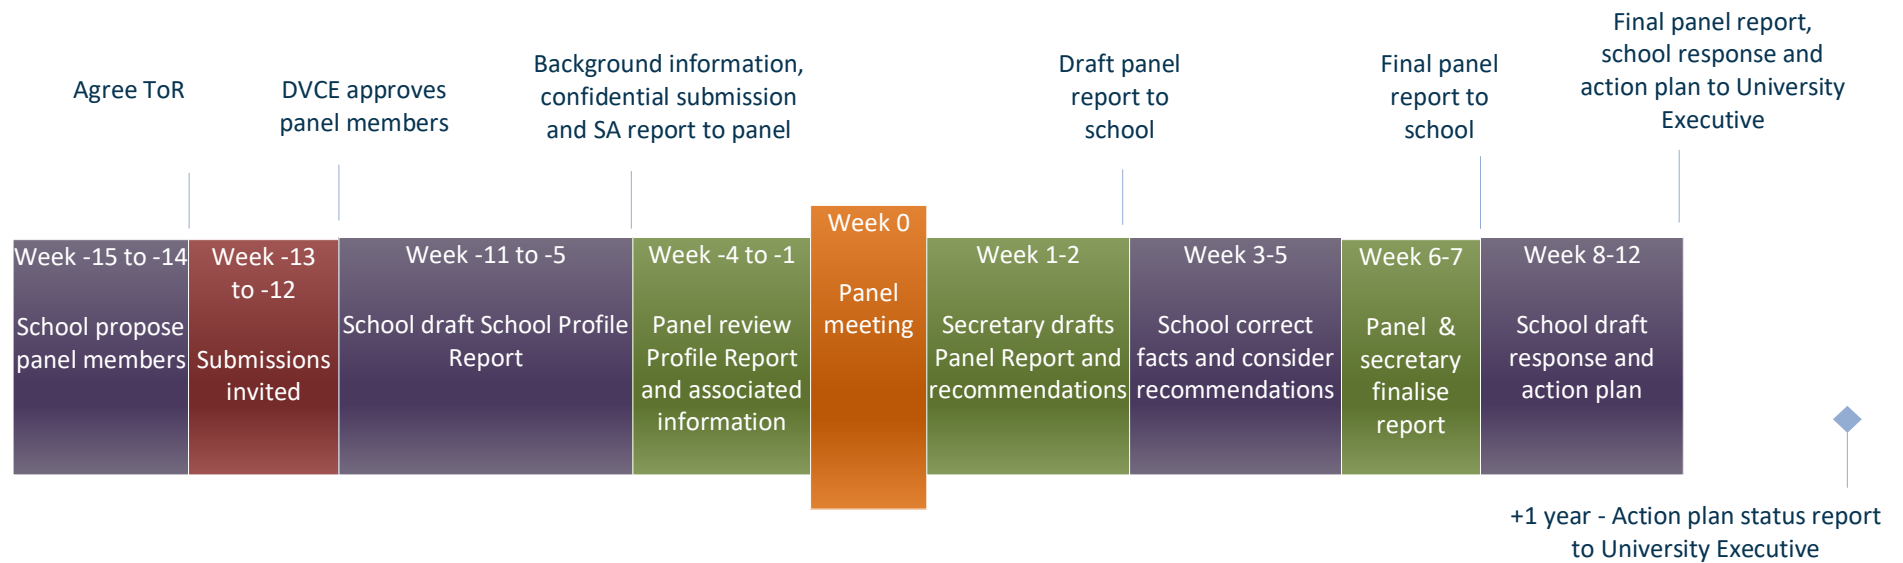 Agree ToR
DVCE approves
panel members
Background information,
confidential submission
and SA report to panel
Draft panel
report to
school
Final panel
report to
school
Final panel report,
school response and
action plan to University
Executive
Week -15 to -14
School propose
panel members
Week -13
to -12
Submissions
invited
Week -11 to -5
School draft School Profile
Report
Week -4 to -1
Panel review
Profile Report
and associated
information
Week 0
Panel
meeting
Week 1-2
Secretary drafts
Panel Report and
recommendations
Week 3-5
School correct
facts and consider
recommendations
Week 6-7
Panel & 
secretary
finalise
report
Week 8-12
School draft
response and
action plan
+1 year - Action plan status report
to University Executive